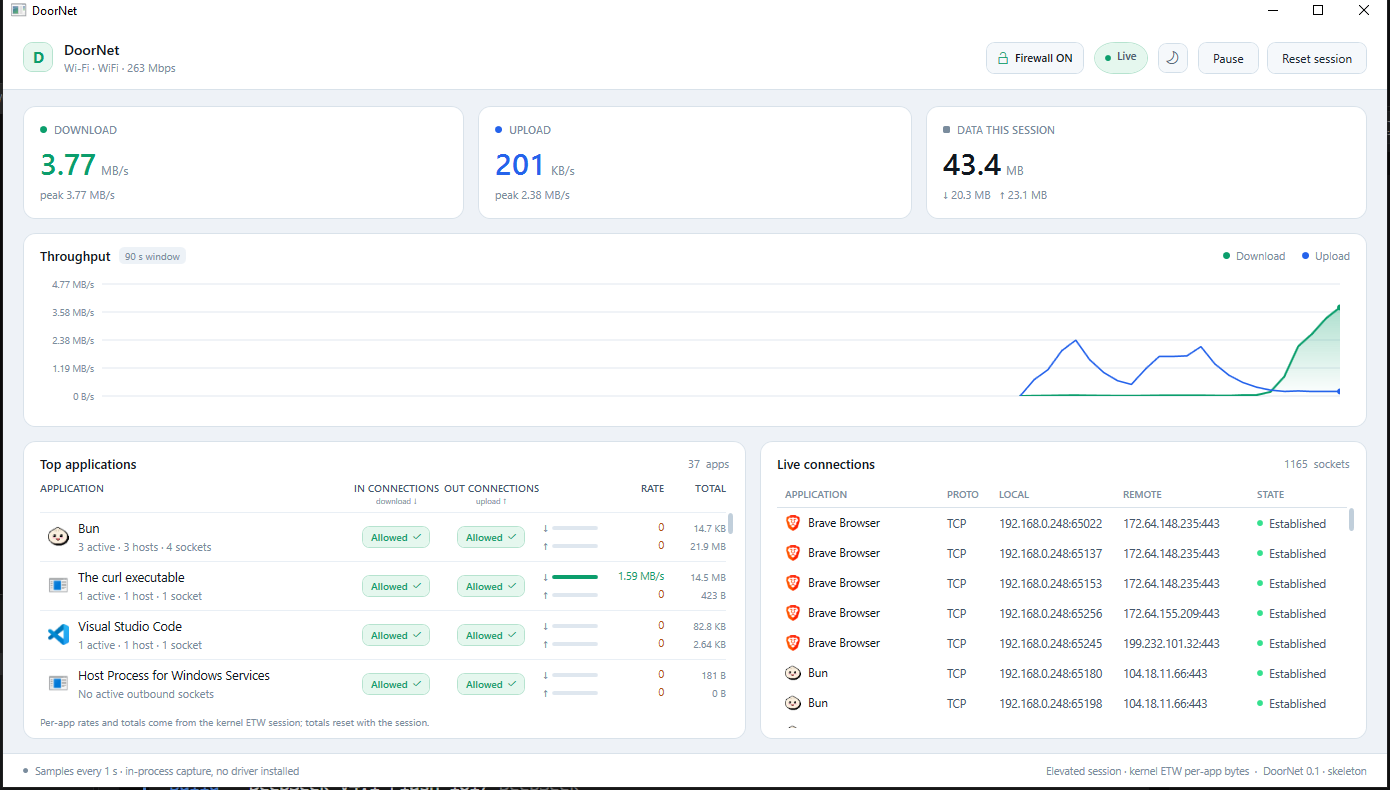 DoorNet
D
DoorNet
Wi-Fi · WiFi · 263 Mbps
Firewall ON
Live
Pause
Reset session
DOWNLOAD
3.77 MB/s
peak 3.77 MB/s
UPLOAD
201 KB/s
peak 2.38 MB/s
DATA THIS SESSION
43.4 MB
↓ 20.3 MB ↑ 23.1 MB
Throughput 90 s window
Download Upload
4.77 MB/s
3.58 MB/s
2.38 MB/s
1.19 MB/s
0 B/s
Top applications 37 apps
APPLICATION IN CONNECTIONS OUT CONNECTIONS RATE TOTAL
download ↓ upload ↑
Bun
3 active · 3 hosts · 4 sockets
Allowed ✓ Allowed ✓
↓ 0 14.7 KB
↑ 0 21.9 MB
The curl executable
1 active · 1 host · 1 socket
Allowed ✓ Allowed ✓
↓ 1.59 MB/s 14.5 MB
↑ 0 423 B
Visual Studio Code
1 active · 1 host · 1 socket
Allowed ✓ Allowed ✓
↓ 0 82.8 KB
↑ 0 2.64 KB
Host Process for Windows Services
No active outbound sockets
Allowed ✓ Allowed ✓
↓ 0 181 B
↑ 0 0 B
Per-app rates and totals come from the kernel ETW session; totals reset with the session.
Live connections 1165 sockets
APPLICATION PROTO LOCAL REMOTE STATE
Brave Browser TCP 192.168.0.248:65022 172.64.148.235:443 Established
Brave Browser TCP 192.168.0.248:65137 172.64.148.235:443 Established
Brave Browser TCP 192.168.0.248:65153 172.64.148.235:443 Established
Brave Browser TCP 192.168.0.248:65256 172.64.155.209:443 Established
Brave Browser TCP 192.168.0.248:65245 199.232.101.32:443 Established
Bun TCP 192.168.0.248:65180 104.18.11.66:443 Established
Bun TCP 192.168.0.248:65198 104.18.11.66:443 Established
Samples every 1 s · in-process capture, no driver installed
Elevated session · kernel ETW per-app bytes · DoorNet 0.1 · skeleton